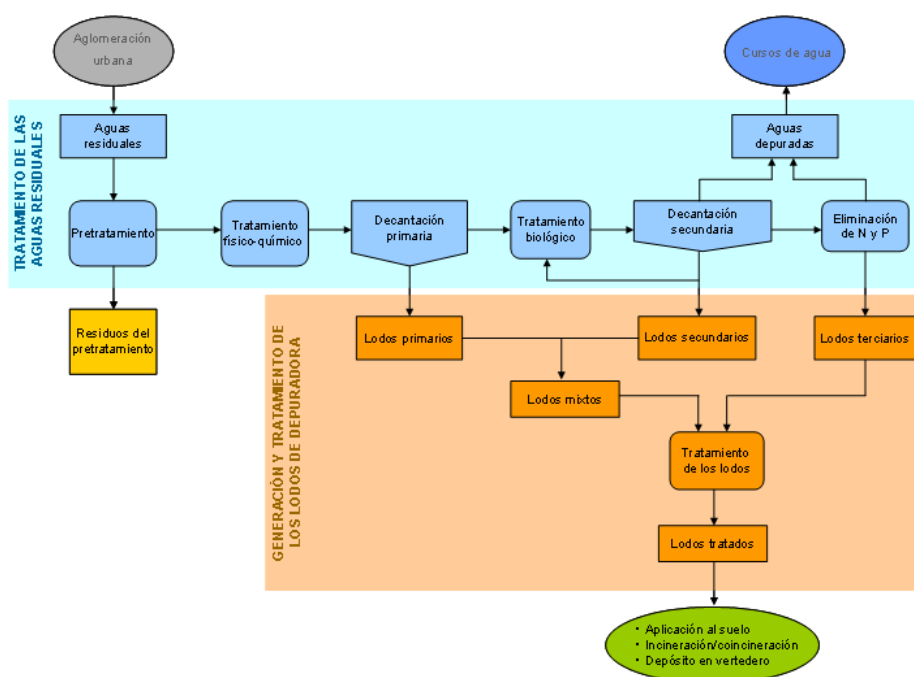 Aglomeración
urbana
Cursos de agua
TRATAMIENTO DE LAS
AGUAS RESIDUALES
Aguas
residuales
Aguas
depuradas
Pretratamiento
Tratamiento
físico-químico
Decantación
primaria
Tratamiento
biológico
Decantación
secundaria
Eliminación
de N y P
Residuos del
pretratamiento
GENERACIÓN Y TRATAMIENTO DE
LOS LODOS DE DEPURADORA
Lodos primarios
Lodos secundarios
Lodos terciarios
Lodos mixtos
Tratamiento
de los lodos
Lodos tratados
• Aplicación al suelo
• Incineración/coincineración
• Depósito en vertedero